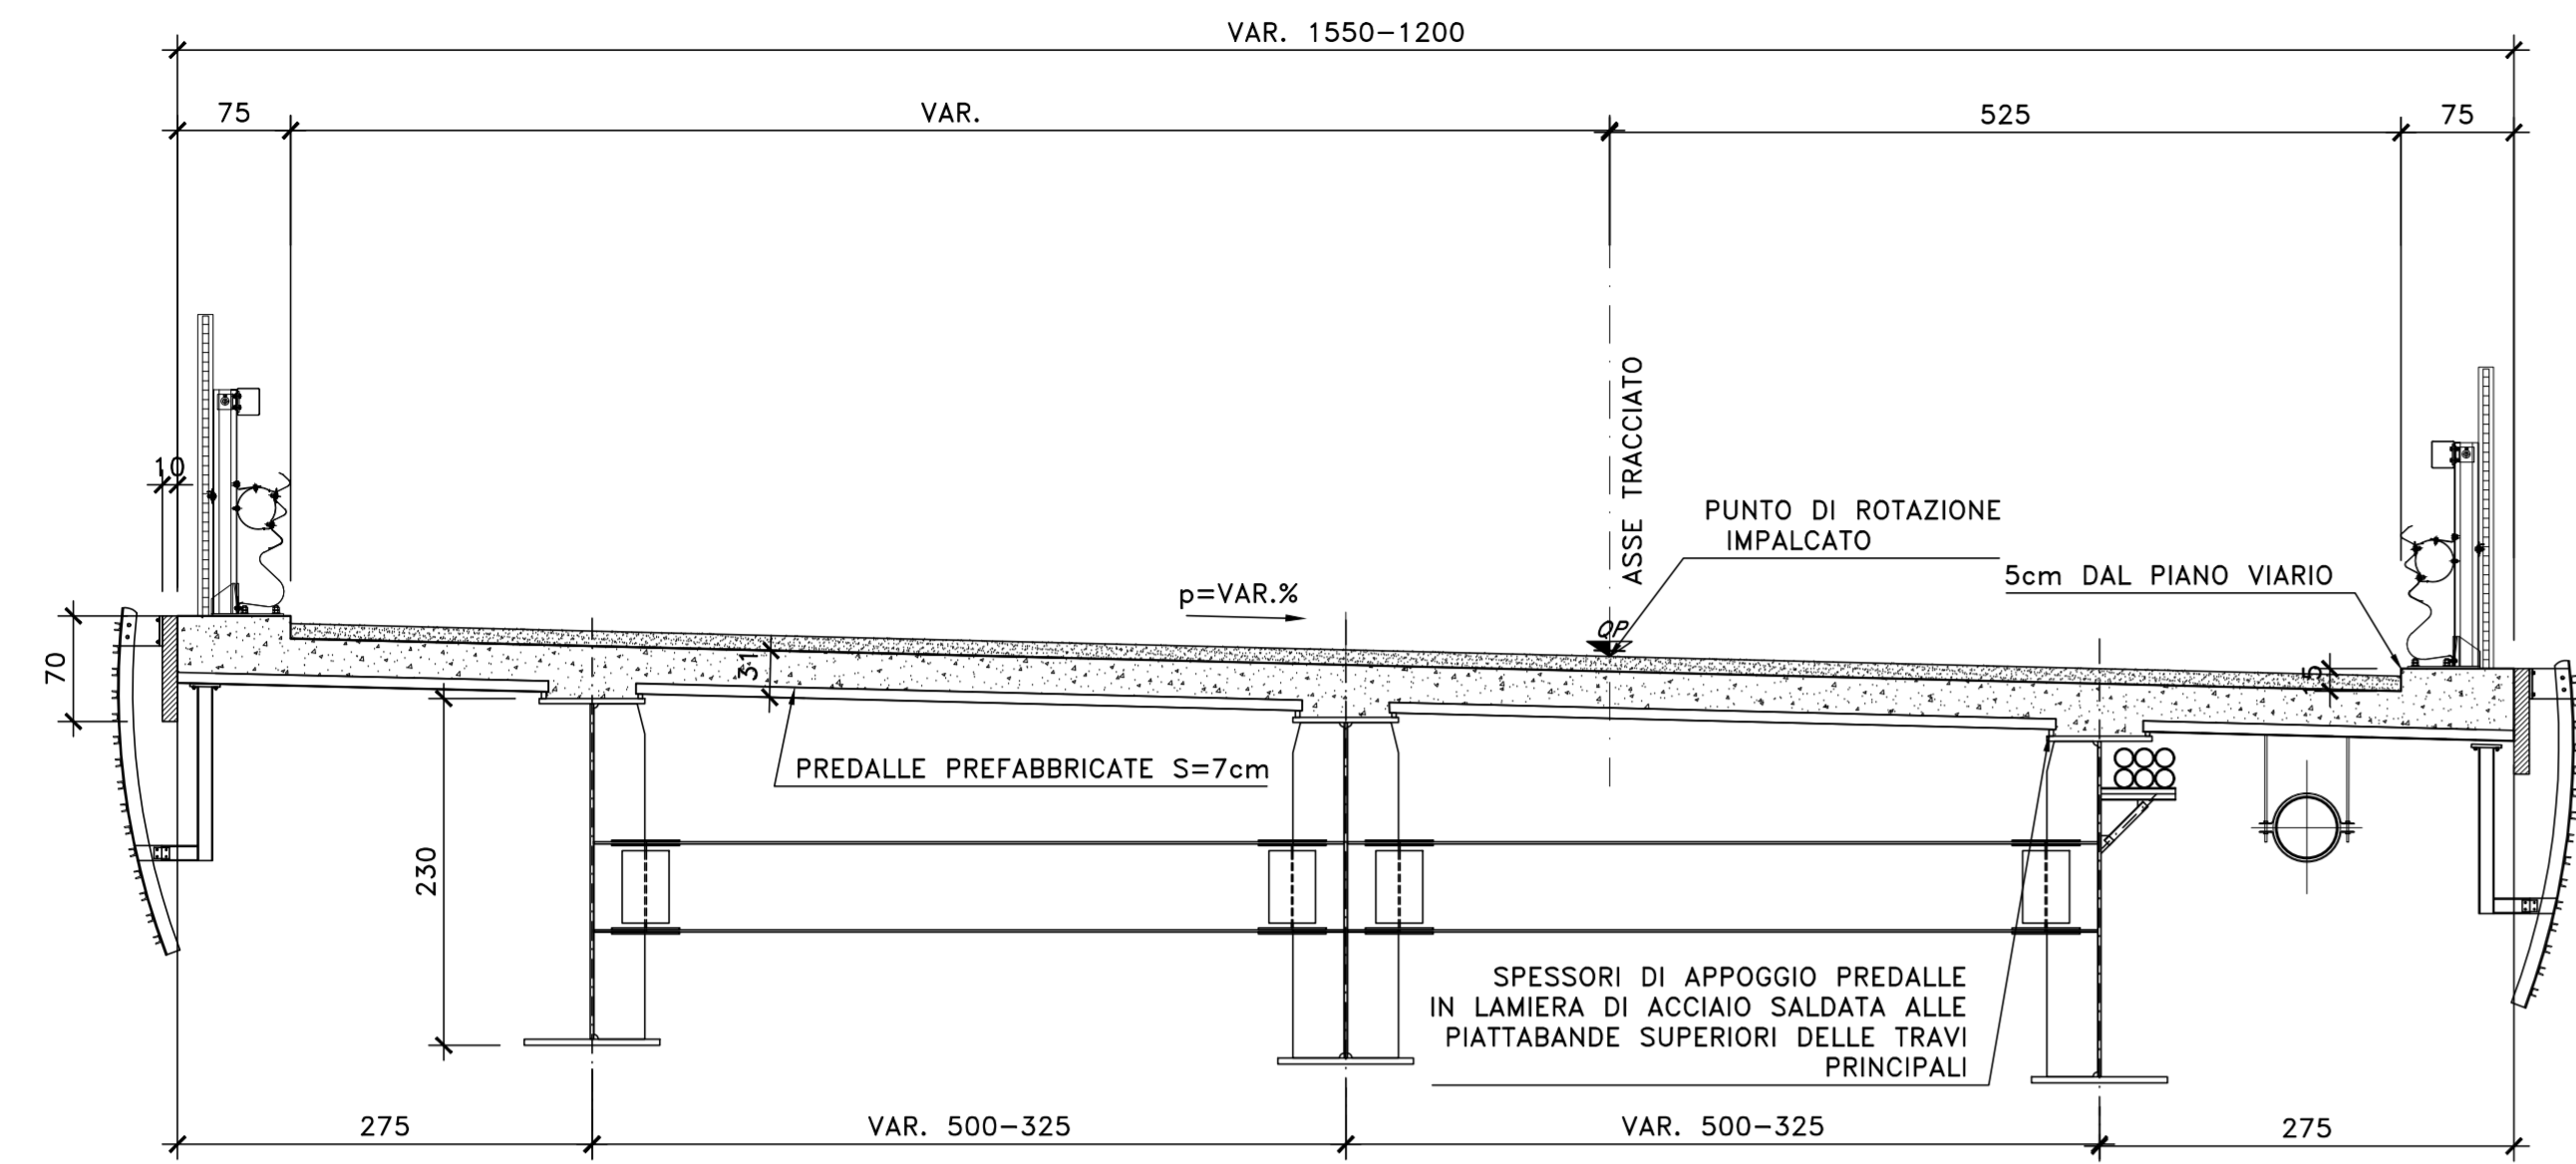 VAR. 1550-1200
75
VAR.
525
75
ASSE TRACCIATO
10
PUNTO DI ROTAZIONE
IMPALCATO
5cm DAL PIANO VIARIO
p=VAR.%
QP
70
31
15
PREDALLE PREFABBRICATE S=7cm
230
SPESSORI DI APPOGGIO PREDALLE
IN LAMIERA DI ACCIAIO SALDATA ALLE
PIATTABANDE SUPERIORI DELLE TRAVI
PRINCIPALI
275
VAR. 500-325
VAR. 500-325
275